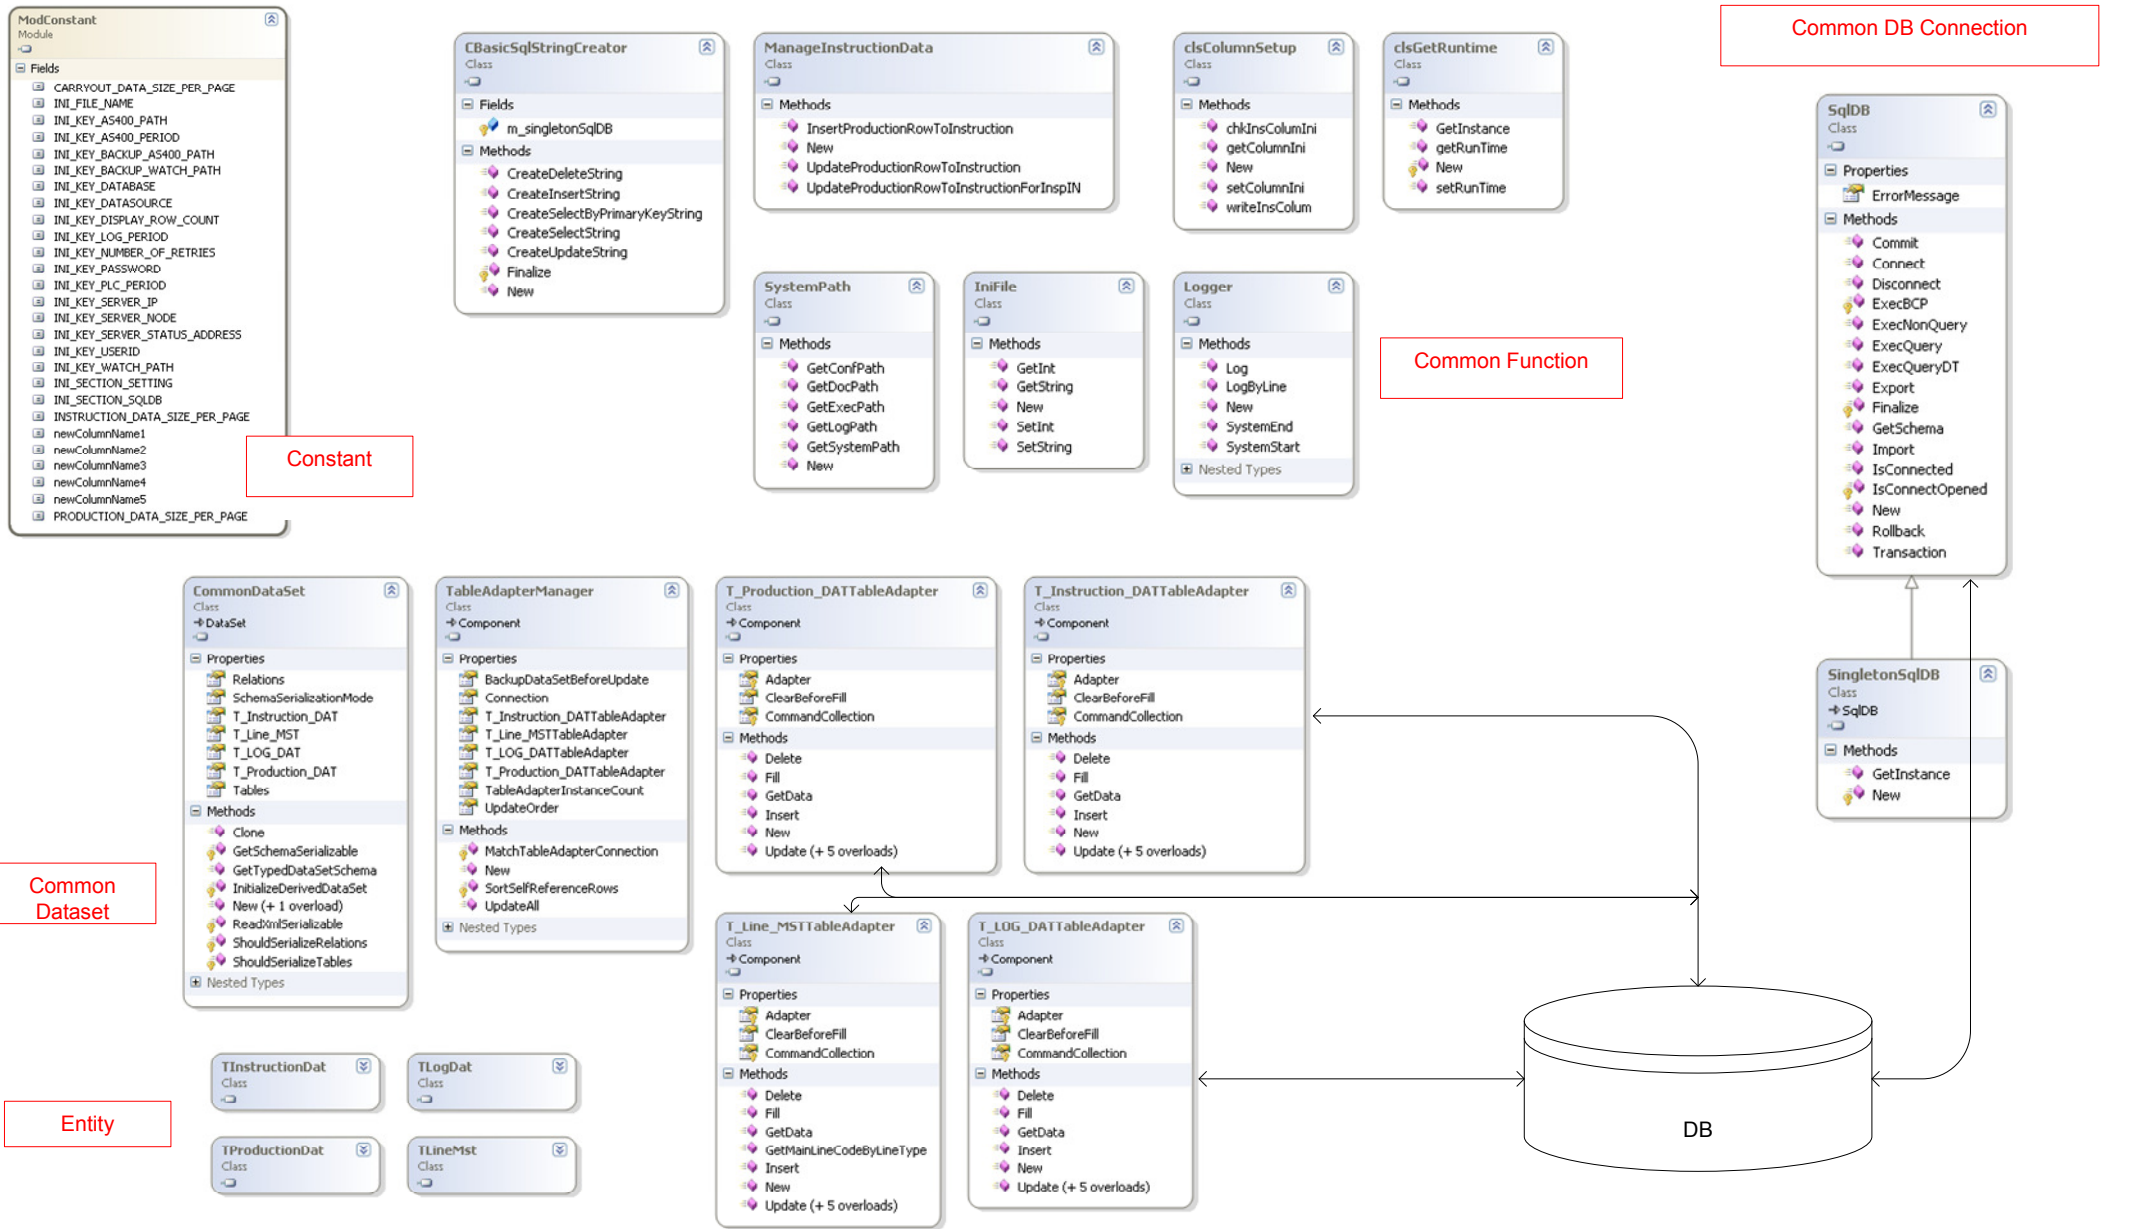 ModConstant
Module
Fields
CARRYOUT_DATA_SIZE_PER_PAGE
INI_FILE_NAME
INI_KEY_AS400_PATH
INI_KEY_AS400_PERIOD
INI_KEY_BACKUP_AS400_PATH
INI_KEY_BACKUP_WATCH_PATH
INI_KEY_DATABASE
INI_KEY_DATASOURCE
INI_KEY_DISPLAY_ROW_COUNT
INI_KEY_LOG_PERIOD
INI_KEY_NUMBER_OF_RETRIES
INI_KEY_PASSWORD
INI_KEY_PLC_PERIOD
INI_KEY_SERVER_IP
INI_KEY_SERVER_NODE
INI_KEY_SERVER_STATUS_ADDRESS
INI_KEY_USERID
INI_KEY_WATCH_PATH
INI_SECTION_SETTING
INI_SECTION_SQLDB
INSTRUCTION_DATA_SIZE_PER_PAGE
newColumnName1
newColumnName2
newColumnName3
newColumnName4
newColumnName5
PRODUCTION_DATA_SIZE_PER_PAGE
Constant
CBasicSqlStringCreator
Class
Fields
m_singletonSqlDB
Methods
CreateDeleteString
CreateInsertString
CreateSelectByPrimaryKeyString
CreateSelectString
CreateUpdateString
Finalize
New
ManageInstructionData
Class
Methods
InsertProductionRowToInstruction
New
UpdateProductionRowToInstruction
UpdateProductionRowToInstructionForInspIN
clsColumnSetup
Class
Methods
chkInsColumIni
getColumnIni
New
setColumnIni
writeInsColum
clsGetRuntime
Class
Methods
GetInstance
getRunTime
New
setRunTime
SystemPath
Class
Methods
GetConfPath
GetDocPath
GetExecPath
GetLogPath
GetSystemPath
New
IniFile
Class
Methods
GetInt
GetString
New
SetInt
SetString
Logger
Class
Methods
Log
LogByLine
New
SystemEnd
SystemStart
Nested Types
Common Function
Common DB Connection
SqlDB
Class
Properties
ErrorMessage
Methods
Commit
Connect
Disconnect
ExecBCP
ExecNonQuery
ExecQuery
ExecQueryDT
Export
Finalize
GetSchema
Import
IsConnected
IsConnectOpened
New
Rollback
Transaction
SingletonSqlDB
Class
SqlDB
Methods
GetInstance
New
CommonDataSet
Class
DataSet
Properties
Relations
SchemaSerializationMode
T_Instruction_DAT
T_Line_MST
T_LOG_DAT
T_Production_DAT
Tables
Methods
Clone
GetSchemaSerializable
GetTypedDataSetSchema
InitializeDerivedDataSet
New (+ 1 overload)
ReadXmlSerializable
ShouldSerializeRelations
ShouldSerializeTables
Nested Types
Common
Dataset
TableAdapterManager
Class
Component
Properties
BackupDataSetBeforeUpdate
Connection
T_Instruction_DATTableAdapter
T_Line_MSTTableAdapter
T_LOG_DATTableAdapter
T_Production_DATTableAdapter
TableAdapterInstanceCount
UpdateOrder
Methods
MatchTableAdapterConnection
New
SortSelfReferenceRows
UpdateAll
Nested Types
T_Production_DATTableAdapter
Class
Component
Properties
Adapter
ClearBeforeFill
CommandCollection
Methods
Delete
Fill
GetData
Insert
New
Update (+ 5 overloads)
T_Instruction_DATTableAdapter
Class
Component
Properties
Adapter
ClearBeforeFill
CommandCollection
Methods
Delete
Fill
GetData
Insert
New
Update (+ 5 overloads)
T_Line_MSTTableAdapter
Class
Component
Properties
Adapter
ClearBeforeFill
CommandCollection
Methods
Delete
Fill
GetData
GetMainLineCodeByLineType
Insert
New
Update (+ 5 overloads)
T_LOG_DATTableAdapter
Class
Component
Properties
Adapter
ClearBeforeFill
CommandCollection
Methods
Delete
Fill
GetData
Insert
New
Update (+ 5 overloads)
DB
Entity
TInstructionDat
Class
TLogDat
Class
TProductionDat
Class
TLineMst
Class